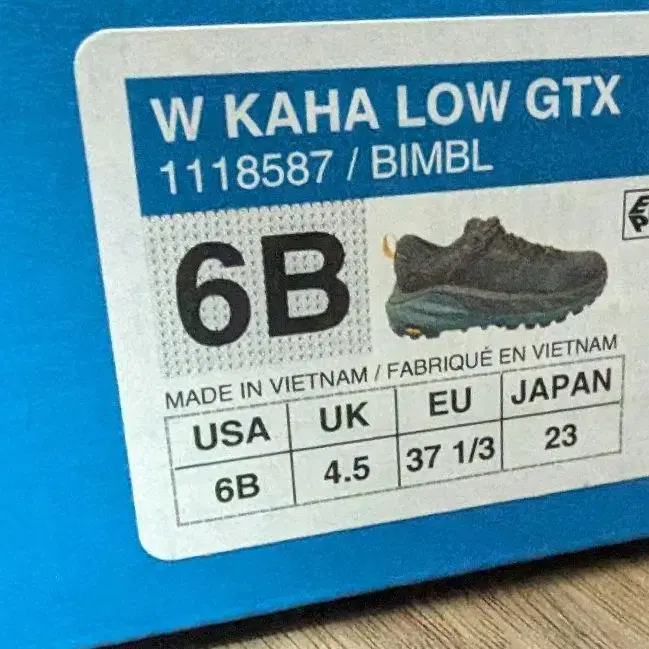 W KAHA LOW GTX
1118587 / BIMBL
6B
MADE IN VIETNAM / FABRIQUÉ EN VIETNAM
USA UK EU JAPAN
6B 4.5 37 1/3 23